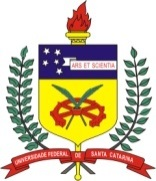 ARS ET SCIENTIA
UNIVERSIDADE FEDERAL DE SANTA CATARINA